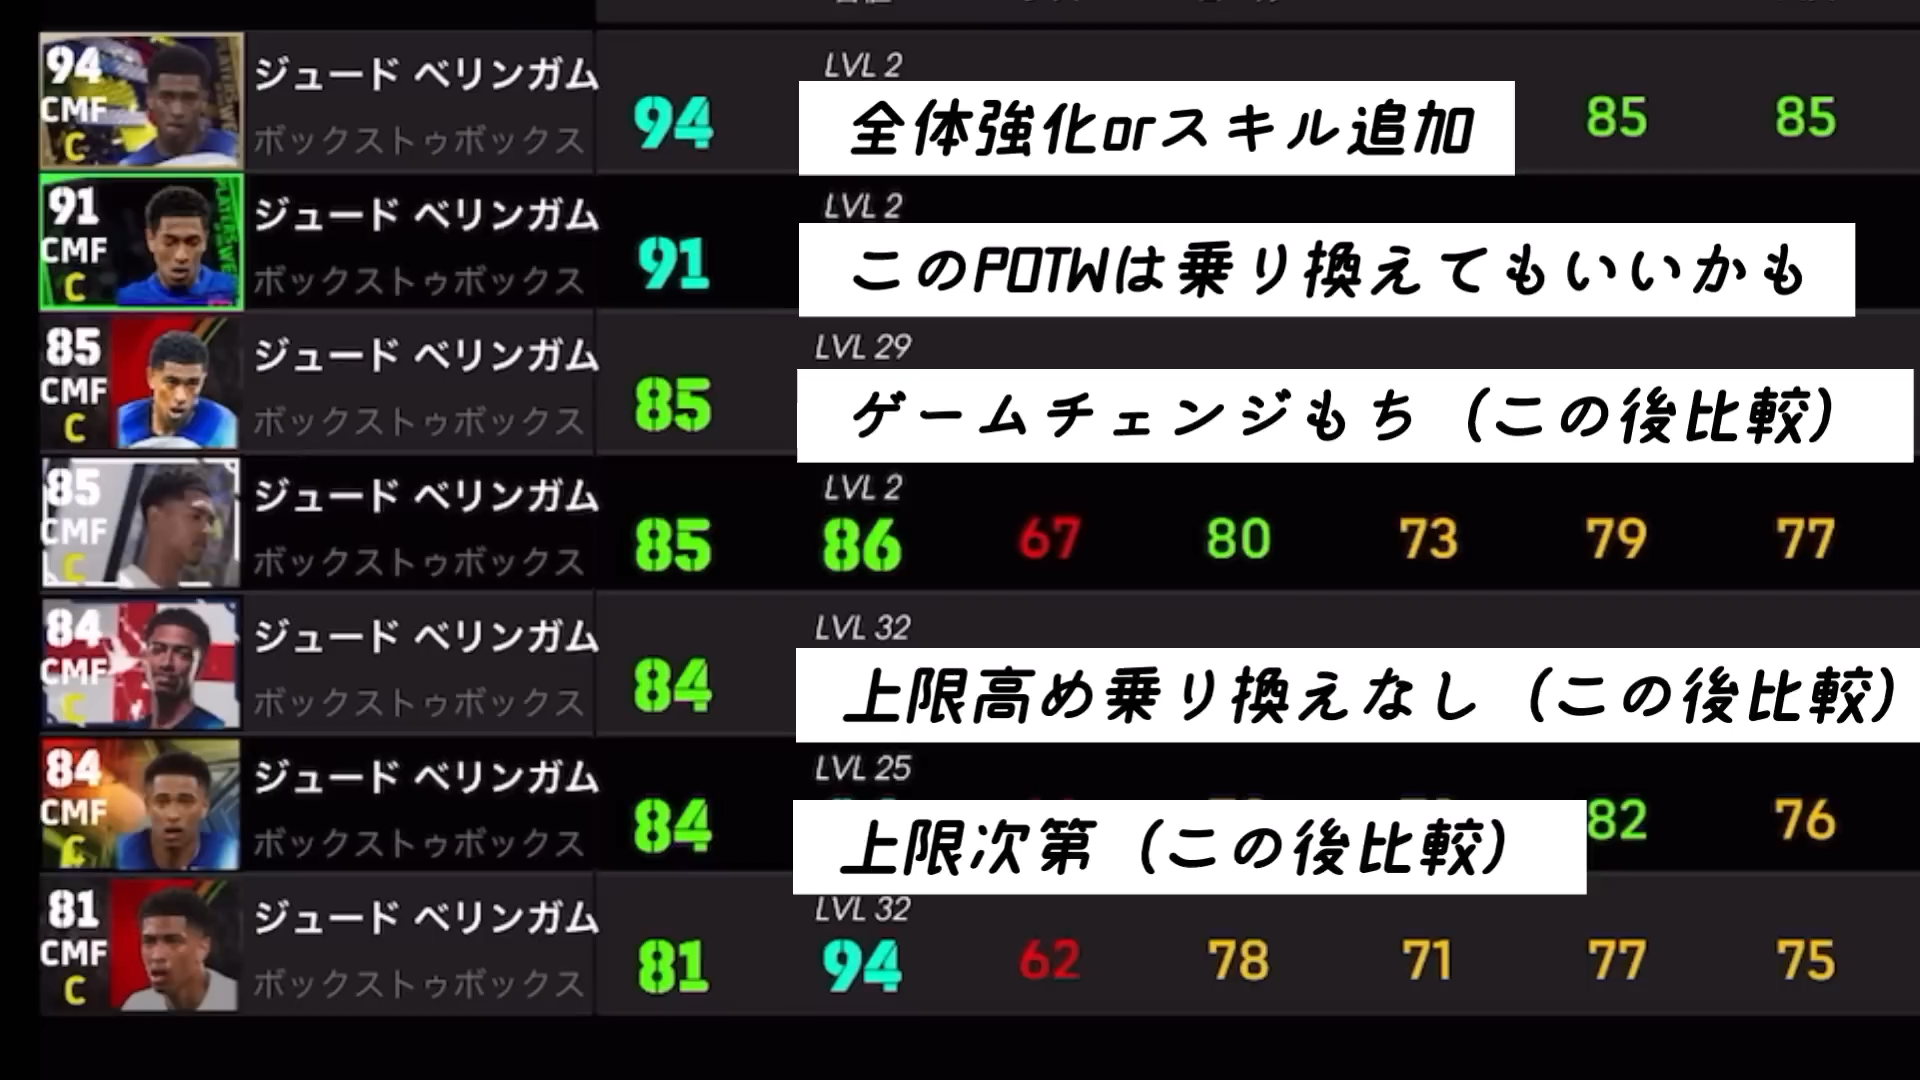 94
CMF
C
ジュード ベリンガム
ボックストゥボックス
94
LVL 2
全体強化orスキル追加
85 85
91
CMF
C
ジュード ベリンガム
ボックストゥボックス
91
LVL 2
このPOTWは乗り換えてもいいかも
85
CMF
C
ジュード ベリンガム
ボックストゥボックス
85
LVL 29
ゲームチェンジもち（この後比較）
85
CMF
C
ジュード ベリンガム
ボックストゥボックス
85
LVL 2
86 67 80 73 79 77
84
CMF
C
ジュード ベリンガム
ボックストゥボックス
84
LVL 32
上限高め乗り換えなし（この後比較）
84
CMF
C
ジュード ベリンガム
ボックストゥボックス
84
LVL 25
上限次第（この後比較）
82 76
81
CMF
C
ジュード ベリンガム
ボックストゥボックス
81
LVL 32
94 62 78 71 77 75